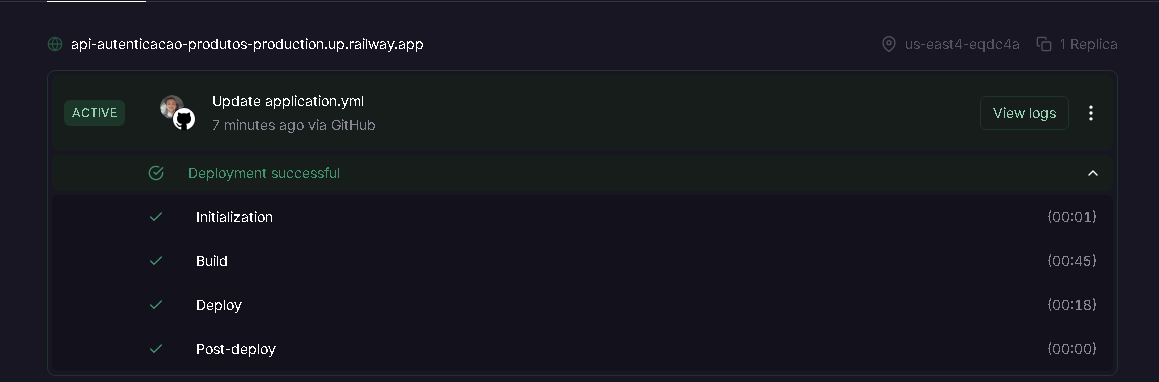 api-autenticacao-produtos-production.up.railway.app us-east4-eqdc4a 1 Replica
ACTIVE
Update application.yml
7 minutes ago via GitHub
View logs
Deployment successful
Initialization (00:01)
Build (00:45)
Deploy (00:18)
Post-deploy (00:00)